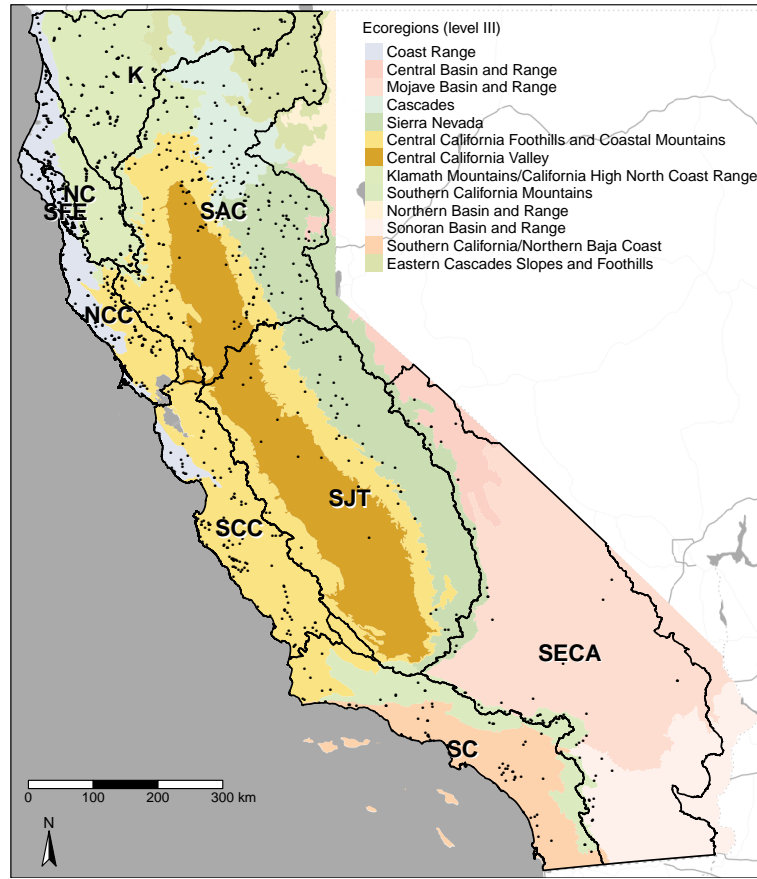 Ecoregions (level III)
Coast Range
Central Basin and Range
Mojave Basin and Range
Cascades
Sierra Nevada
Central California Foothills and Coastal Mountains
Central California Valley
Klamath Mountains/California High North Coast Range
Southern California Mountains
Northern Basin and Range
Sonoran Basin and Range
Southern California/Northern Baja Coast
Eastern Cascades Slopes and Foothills
K
NC
SFE
SAC
NCC
SJT
SCC
SECA
SC
0 100 200 300 km
N